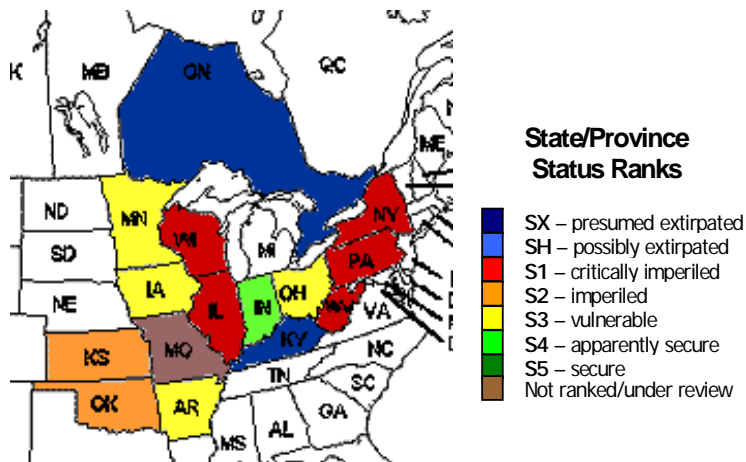 ON
QC
MB
K
ME
N
ND
MN
NY
WI
SD
MI
PA
IA
OH
NE
IL
IN
WV
VA
KS
MO
KY
NC
TN
OK
AR
SC
MS
AL
GA
State/Province
Status Ranks
SX – presumed extirpated
SH – possibly extirpated
S1 – critically imperiled
S2 – imperiled
S3 – vulnerable
S4 – apparently secure
S5 – secure
Not ranked/under review